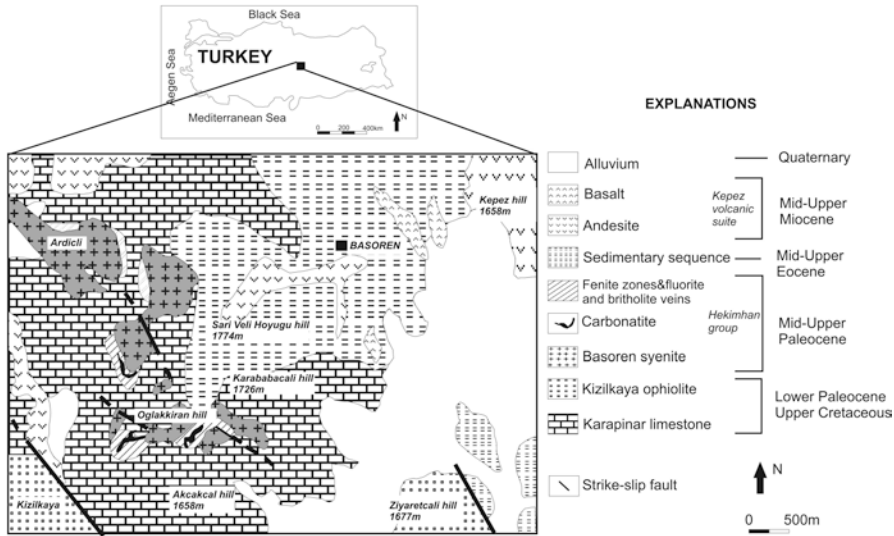 Black Sea
TURKEY
Aegen Sea
Mediterranean Sea
N
0 200 400km
EXPLANATIONS
Alluvium
Quaternary
Basalt
Andesite
Kepez
volcanic
suite
Mid-Upper
Miocene
Sedimentary sequence
Mid-Upper
Eocene
Fenite zones&fluorite
and britholite veins
Carbonatite
Basoren syenite
Hekimhan
group
Mid-Upper
Paleocene
Kizilkaya ophiolite
Karapinar limestone
Lower Paleocene
Upper Cretaceous
Strike-slip fault
N
0 500m
Kepez hill
1658m
Ardicli
BASOREN
Sari Veli Hoyugu hill
1774m
Karababacali hill
1726m
Oglakkiran hill
Kizilkaya
Akcakcal hill
1658m
Ziyaretcali hill
1677m